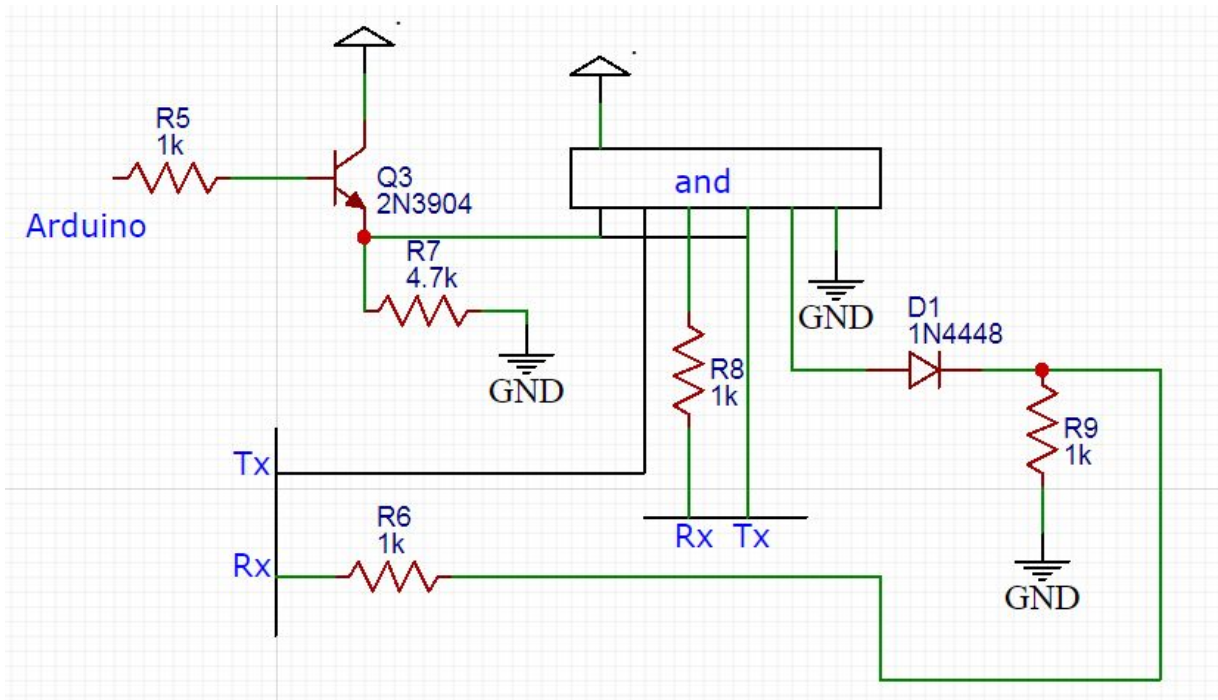 R5
1k
Arduino
Q3
2N3904
and
R7
4.7k
GND
GND
D1
1N4448
R8
1k
R9
1k
Tx
R6
1k
Rx
Rx Tx
GND